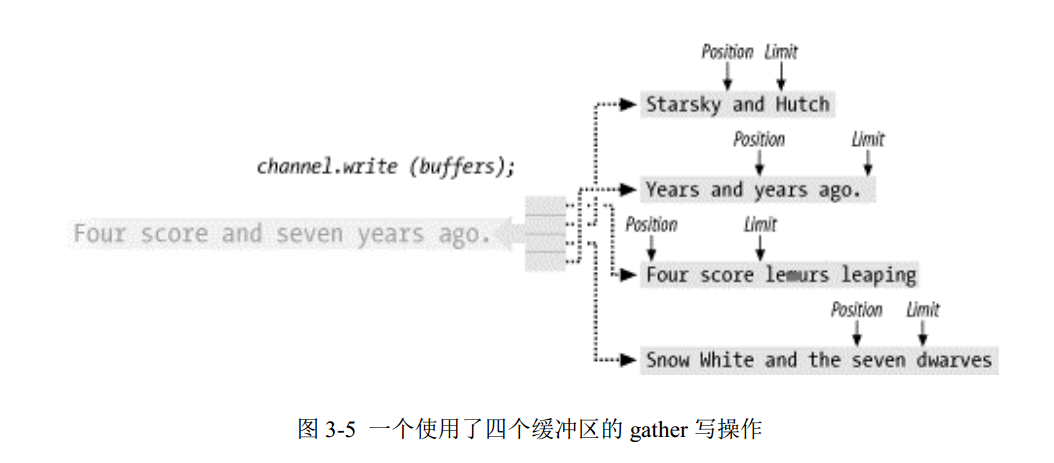 Position Limit
Starsky and Hutch
Position Limit
channel.write (buffers);
Years and years ago.
Position Limit
Four score and seven years ago.
Four score lemurs leaping
Position Limit
Snow White and the seven dwarves
图 3-5 一个使用了四个缓冲区的 gather 写操作